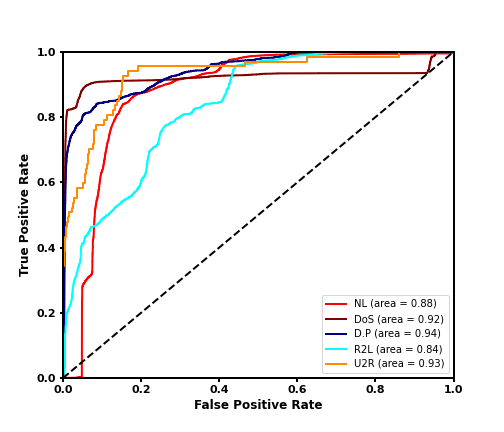 1.0
0.8
0.6
0.4
0.2
0.0
True Positive Rate
NL (area = 0.88)
DoS (area = 0.92)
D.P (area = 0.94)
R2L (area = 0.84)
U2R (area = 0.93)
0.0 0.2 0.4 0.6 0.8 1.0
False Positive Rate